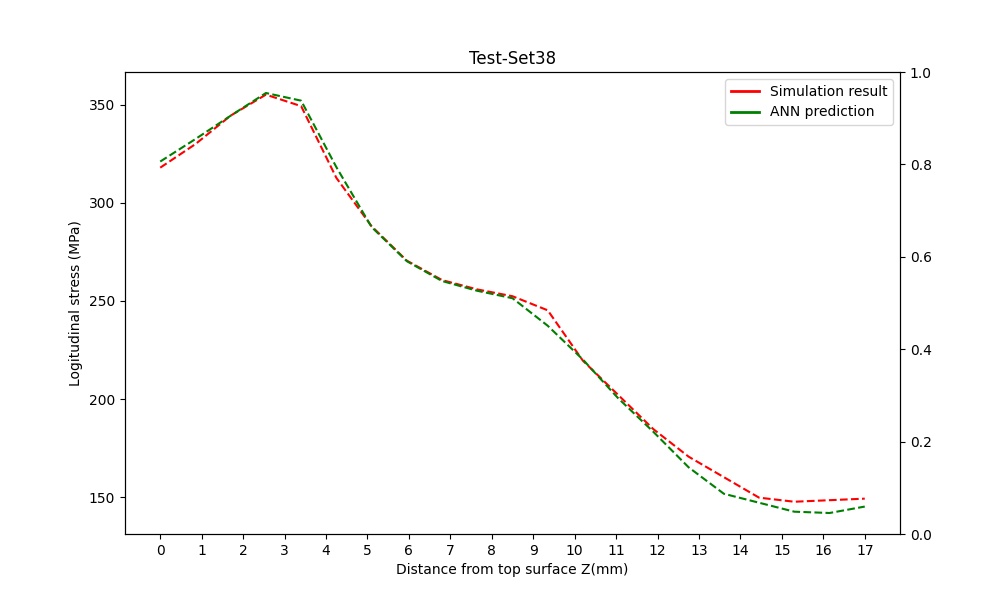 Test-Set38
Simulation result
ANN prediction
Logitudinal stress (MPa)
350
300
250
200
150
1.0
0.8
0.6
0.4
0.2
0.0
0 1 2 3 4 5 6 7 8 9 10 11 12 13 14 15 16 17
Distance from top surface Z(mm)